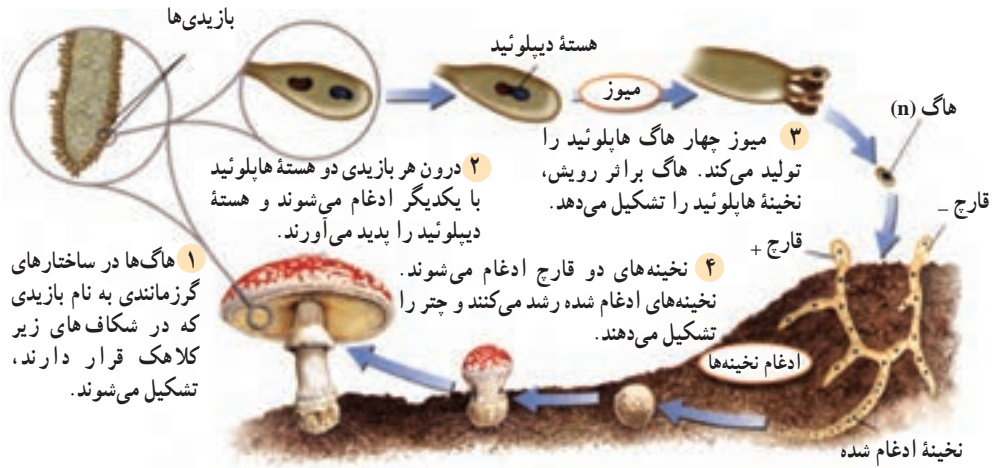 بازیدی‌ها
هستهٔ دیپلوئید
میوز
هاگ (n)
۱ هاگ‌ها در ساختارهای
گرزمانندی به نام بازیدی
که در شکاف‌های زیر
کلاهک قرار دارند،
تشکیل می‌شوند.
۲ درون هر بازیدی دو هستهٔ هاپلوئید
با یکدیگر ادغام می‌شوند و هستهٔ
دیپلوئید را پدید می‌آورند.
۳ میوز چهار هاگ هاپلوئید را
تولید می‌کند. هاگ براثر رویش،
نخینهٔ هاپلوئید را تشکیل می‌دهد.
۴ نخینه‌های دو قارچ ادغام می‌شوند.
نخینه‌های ادغام شده رشد می‌کنند و چتر را
تشکیل می‌دهند.
قارچ _
قارچ +
ادغام نخینه‌ها
نخینهٔ ادغام شده